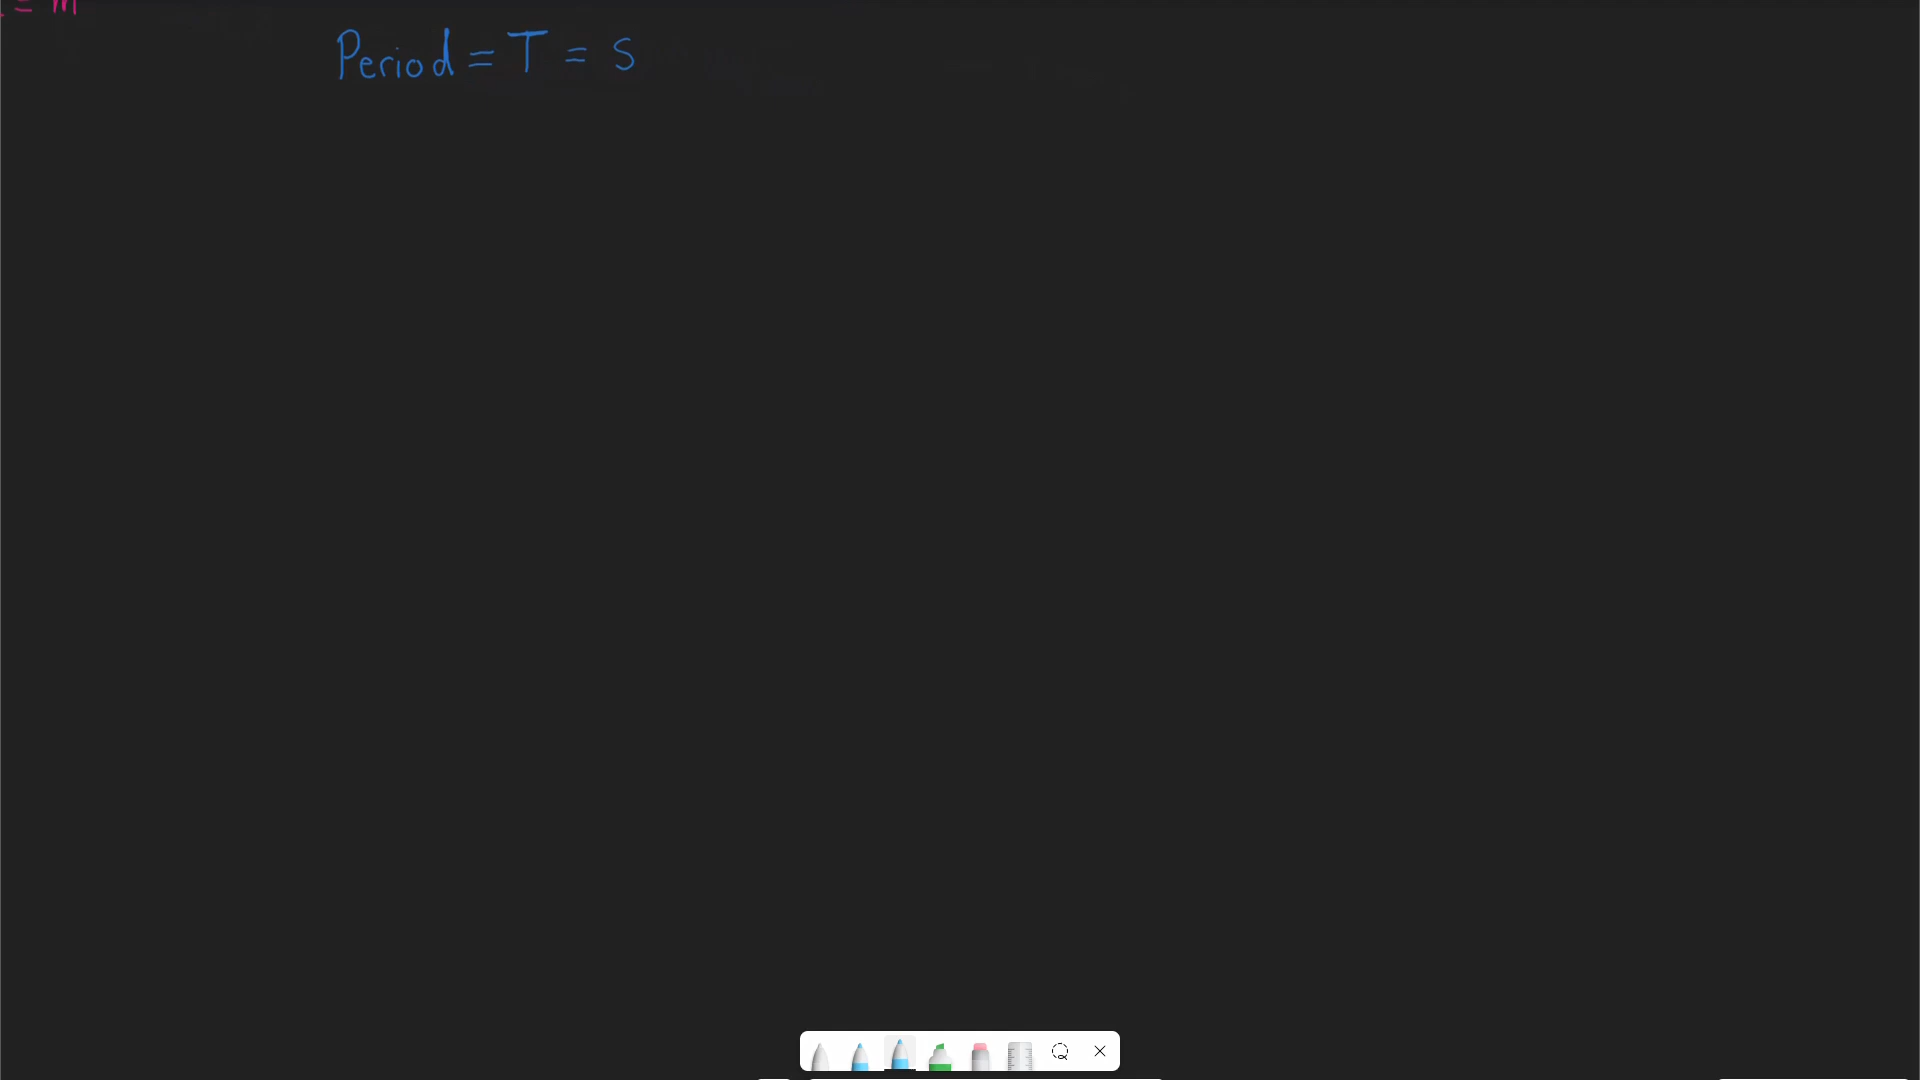 = m
Period = T = s